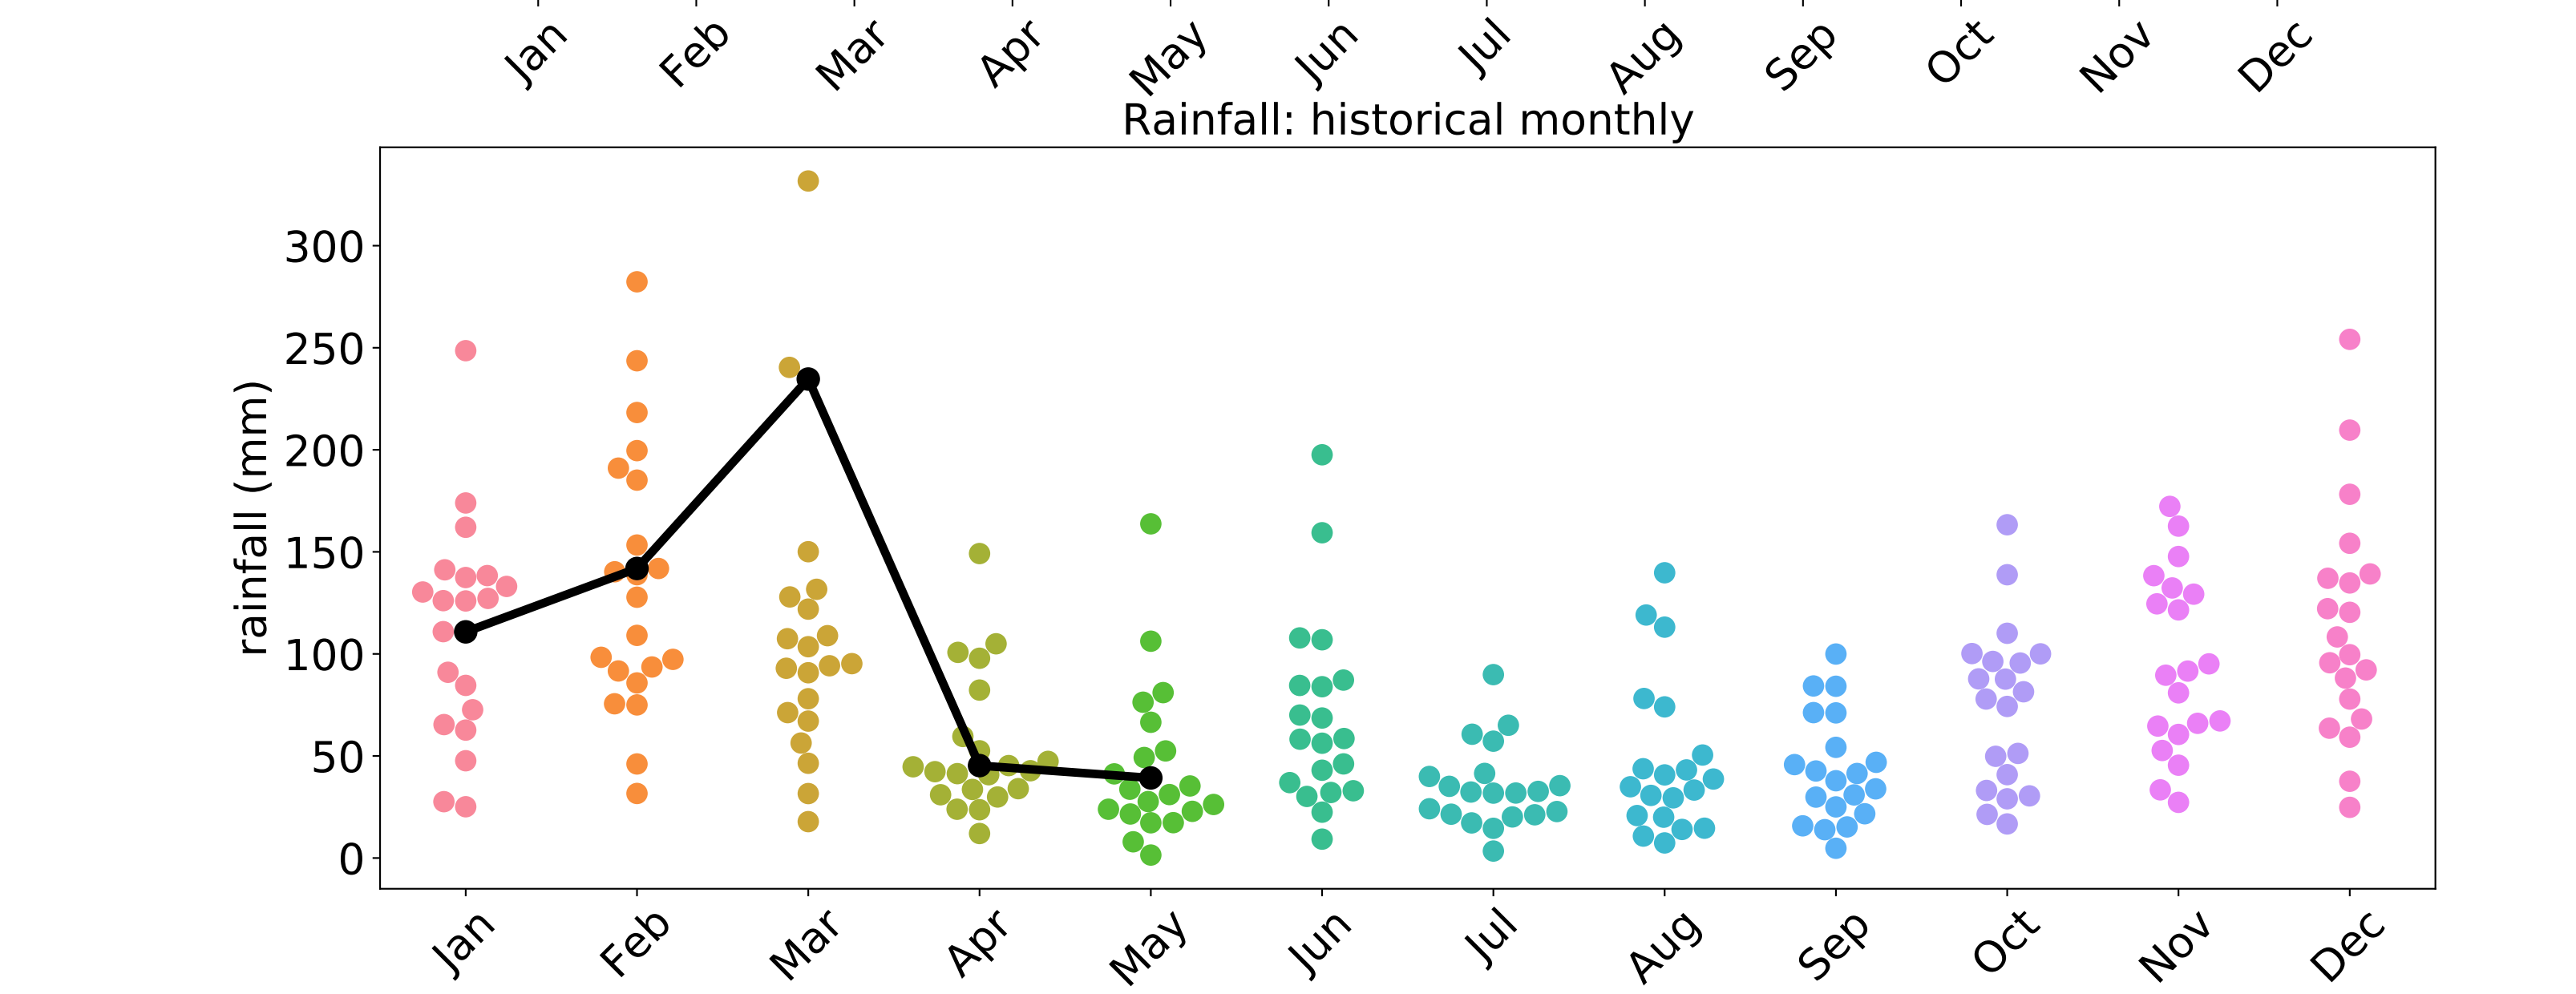 Jan Feb Mar Apr May Jun Jul Aug Sep Oct Nov Dec
Rainfall: historical monthly
rainfall (mm)
300
250
200
150
100
50
0
Jan Feb Mar Apr May Jun Jul Aug Sep Oct Nov Dec